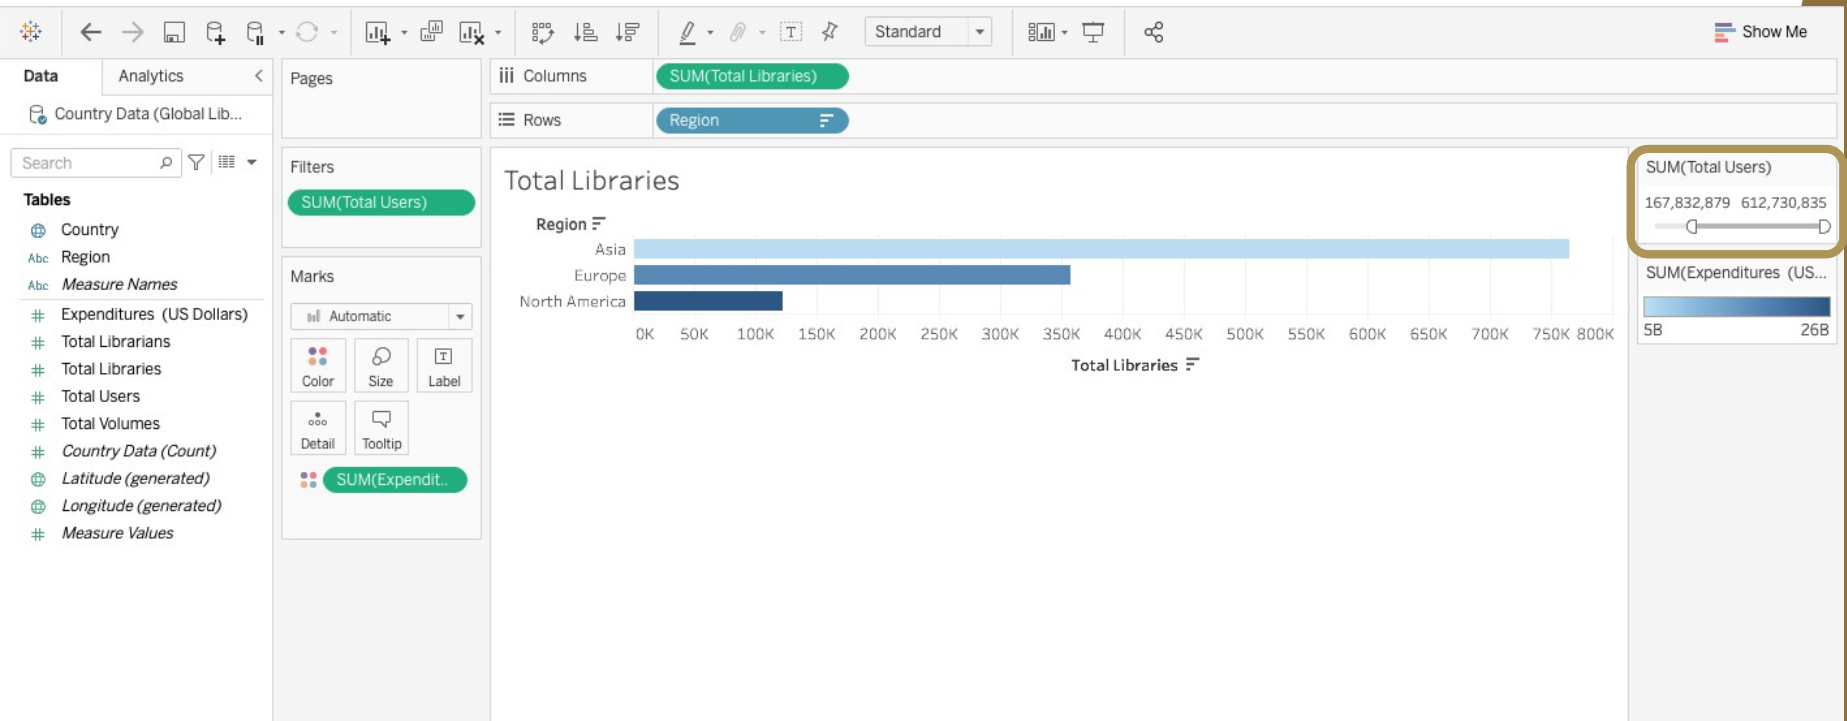 Standard
Show Me
Data
Analytics
Country Data (Global Lib...
Search
Tables
Country
Abc Region
Abc Measure Names
# Expenditures (US Dollars)
# Total Librarians
# Total Libraries
# Total Users
# Total Volumes
# Country Data (Count)
Latitude (generated)
Longitude (generated)
# Measure Values
Pages
Filters
SUM(Total Users)
Marks
Automatic
Color
Size
T
Label
Detail
Tooltip
SUM(Expendit..
iii Columns
SUM(Total Libraries)
Rows
Region
Total Libraries
Region
Asia
Europe
North America
0K 50K 100K 150K 200K 250K 300K 350K 400K 450K 500K 550K 600K 650K 700K 750K 800K
Total Libraries
SUM(Total Users)
167,832,879 612,730,835
SUM(Expenditures (US...
5B 26B